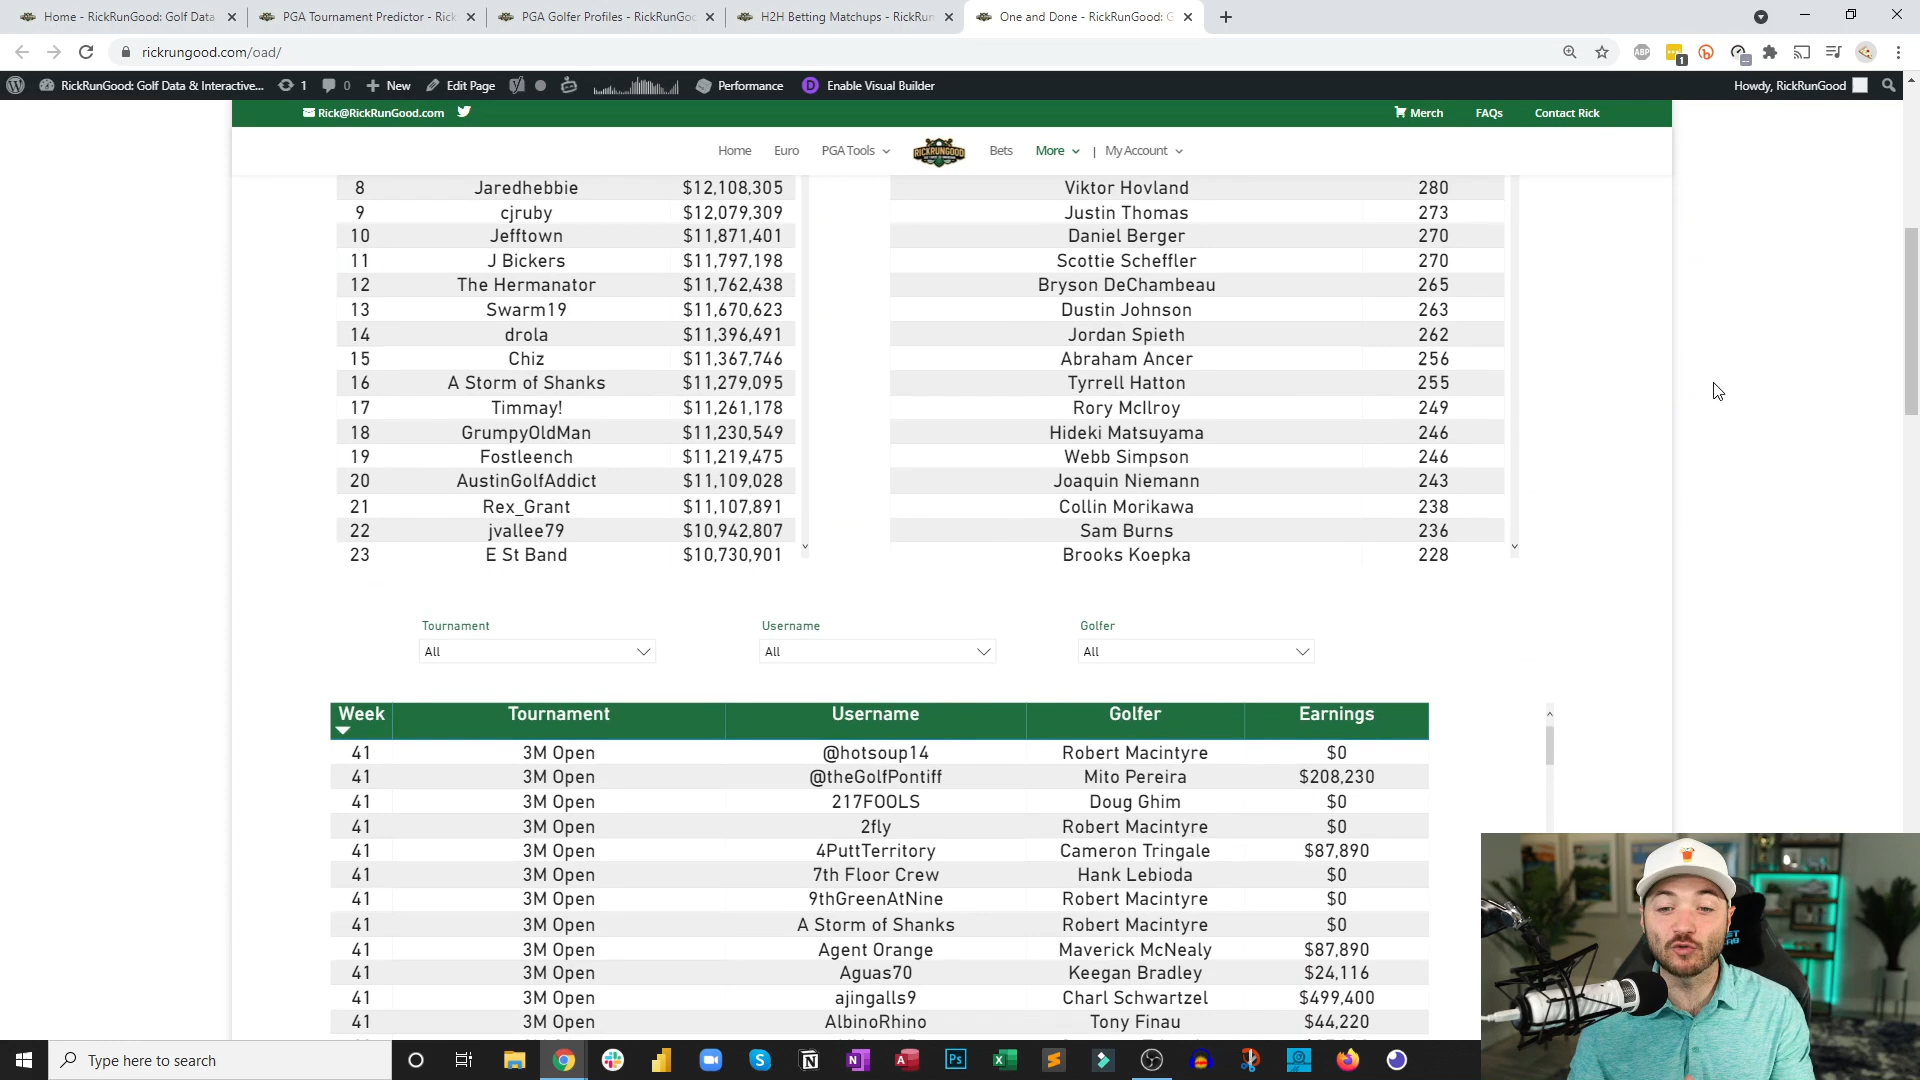 Home - RickRunGood: Golf Data
PGA Tournament Predictor - Rick
PGA Golfer Profiles - RickRunGoo
H2H Betting Matchups - RickRun
One and Done - RickRunGood: G
rickrungood.com/oad/
ABP
1
RickRunGood: Golf Data & Interactive...
1
0
New
Edit Page
Performance
D
Enable Visual Builder
Howdy, RickRunGood
Rick@RickRunGood.com
Merch
FAQs
Contact Rick
Home
Euro
PGA Tools
RICKRUNGOOD
Bets
More
|
My Account
8 Jaredhebbie $12,108,305
9 cjruby $12,079,309
10 Jefftown $11,871,401
11 J Bickers $11,797,198
12 The Hermanator $11,762,438
13 Swarm19 $11,670,623
14 drola $11,396,491
15 Chiz $11,367,746
16 A Storm of Shanks $11,279,095
17 Timmay! $11,261,178
18 GrumpyOldMan $11,230,549
19 Fostleench $11,219,475
20 AustinGolfAddict $11,109,028
21 Rex_Grant $11,107,891
22 jvallee79 $10,942,807
23 E St Band $10,730,901
Viktor Hovland 280
Justin Thomas 273
Daniel Berger 270
Scottie Scheffler 270
Bryson DeChambeau 265
Dustin Johnson 263
Jordan Spieth 262
Abraham Ancer 256
Tyrrell Hatton 255
Rory McIlroy 249
Hideki Matsuyama 246
Webb Simpson 246
Joaquin Niemann 243
Collin Morikawa 238
Sam Burns 236
Brooks Koepka 228
Tournament
All
Username
All
Golfer
All
Week Tournament Username Golfer Earnings
41 3M Open @hotsoup14 Robert Macintyre $0
41 3M Open @theGolfPontiff Mito Pereira $208,230
41 3M Open 217FOOLS Doug Ghim $0
41 3M Open 2fly Robert Macintyre $0
41 3M Open 4PuttTerritory Cameron Tringale $87,890
41 3M Open 7th Floor Crew Hank Lebioda $0
41 3M Open 9thGreenAtNine Robert Macintyre $0
41 3M Open A Storm of Shanks Robert Macintyre $0
41 3M Open Agent Orange Maverick McNealy $87,890
41 3M Open Aguas70 Keegan Bradley $24,116
41 3M Open ajingalls9 Charl Schwartzel $499,400
41 3M Open AlbinoRhino Tony Finau $44,220
Type here to search